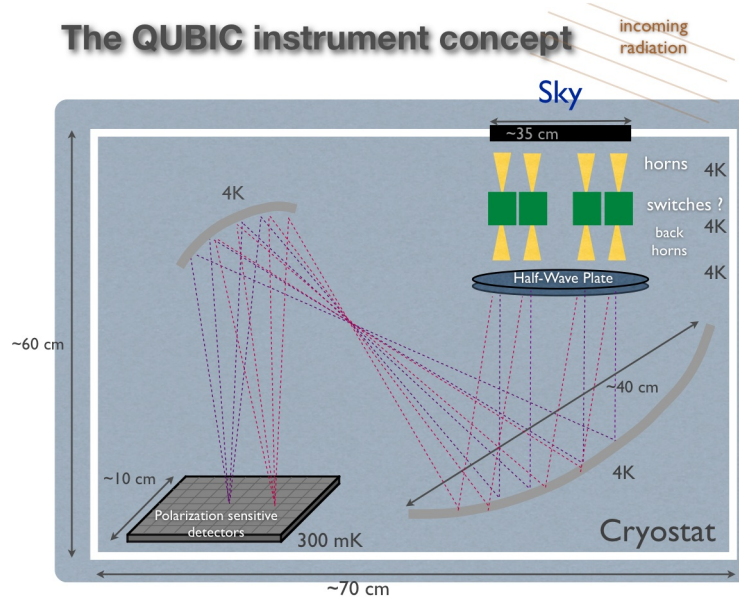 The QUBIC instrument concept
incoming
radiation
Sky
~35 cm
horns
4K
4K
switches ?
4K
back
horns
4K
Half-Wave Plate
~60 cm
~40 cm
4K
~10 cm
Polarization sensitive
detectors
300 mK
Cryostat
~70 cm